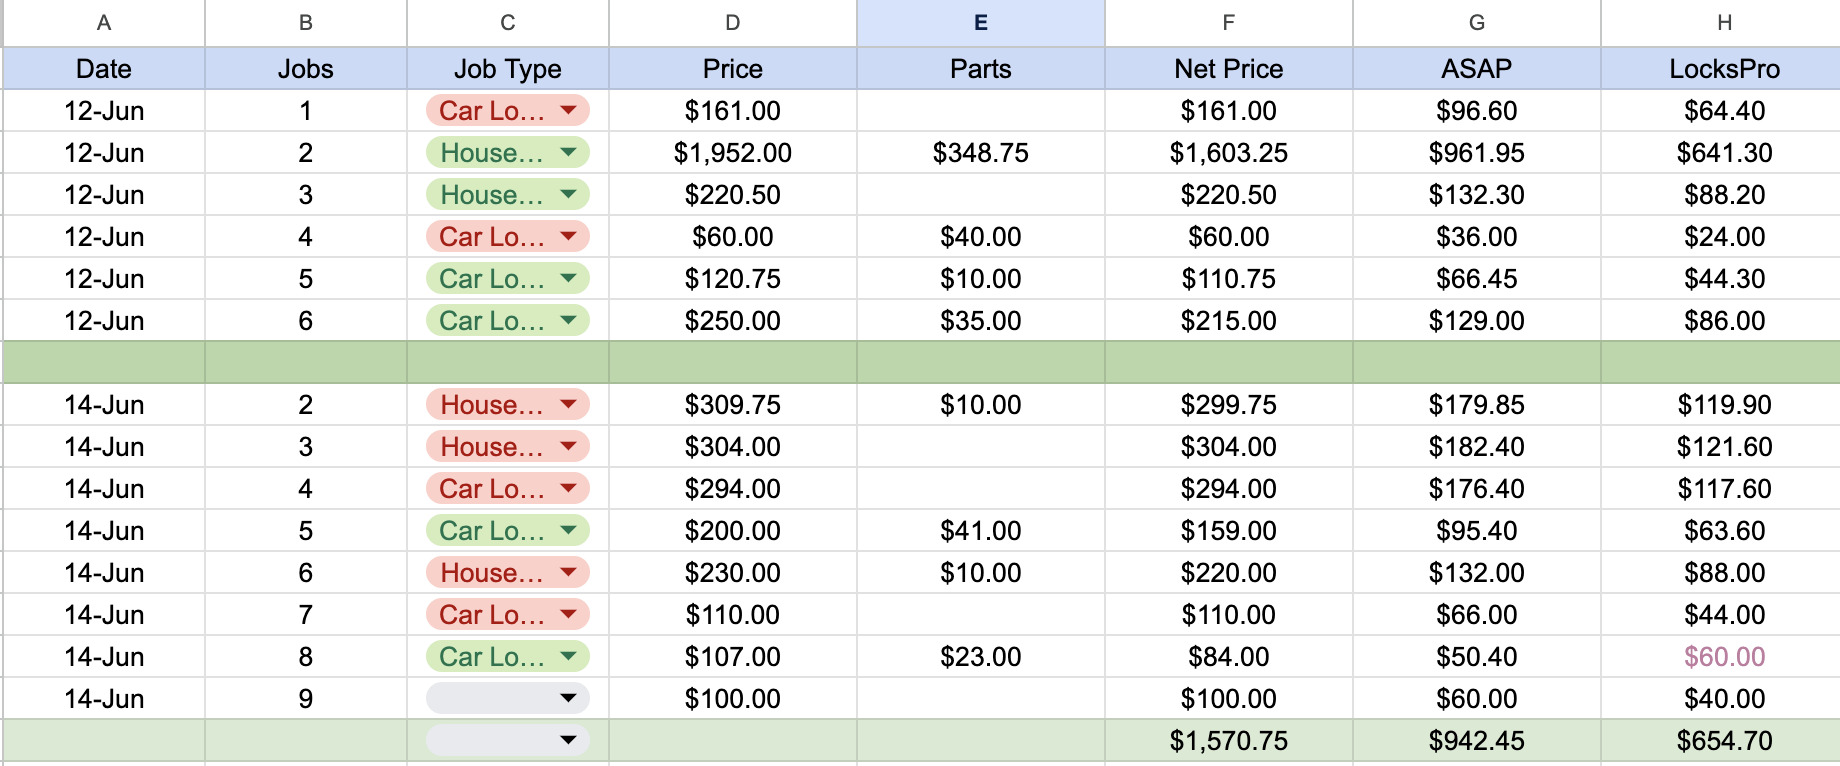 A B C D E F G H
Date Jobs Job Type Price Parts Net Price ASAP LocksPro
12-Jun 1 Car Lo... $161.00 $161.00 $96.60 $64.40
12-Jun 2 House... $1,952.00 $348.75 $1,603.25 $961.95 $641.30
12-Jun 3 House... $220.50 $220.50 $132.30 $88.20
12-Jun 4 Car Lo... $60.00 $40.00 $60.00 $36.00 $24.00
12-Jun 5 Car Lo... $120.75 $10.00 $110.75 $66.45 $44.30
12-Jun 6 Car Lo... $250.00 $35.00 $215.00 $129.00 $86.00
14-Jun 2 House... $309.75 $10.00 $299.75 $179.85 $119.90
14-Jun 3 House... $304.00 $304.00 $182.40 $121.60
14-Jun 4 Car Lo... $294.00 $294.00 $176.40 $117.60
14-Jun 5 Car Lo... $200.00 $41.00 $159.00 $95.40 $63.60
14-Jun 6 House... $230.00 $10.00 $220.00 $132.00 $88.00
14-Jun 7 Car Lo... $110.00 $110.00 $66.00 $44.00
14-Jun 8 Car Lo... $107.00 $23.00 $84.00 $50.40 $60.00
14-Jun 9 $100.00 $100.00 $60.00 $40.00
$1,570.75 $942.45 $654.70